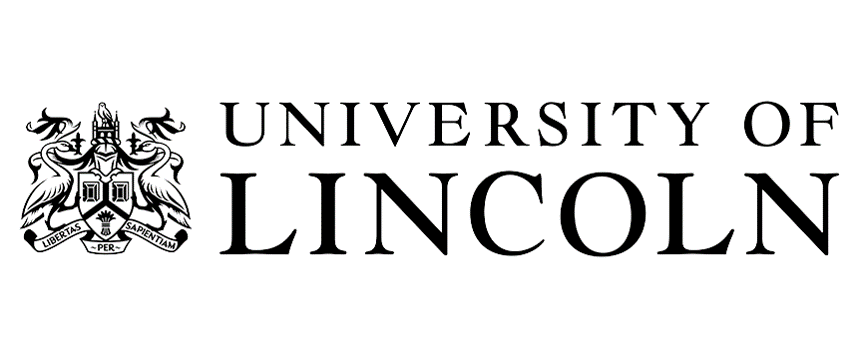 UNIVERSITY OF
LINCOLN
LIBERTAS
PER
SAPIENTIAM